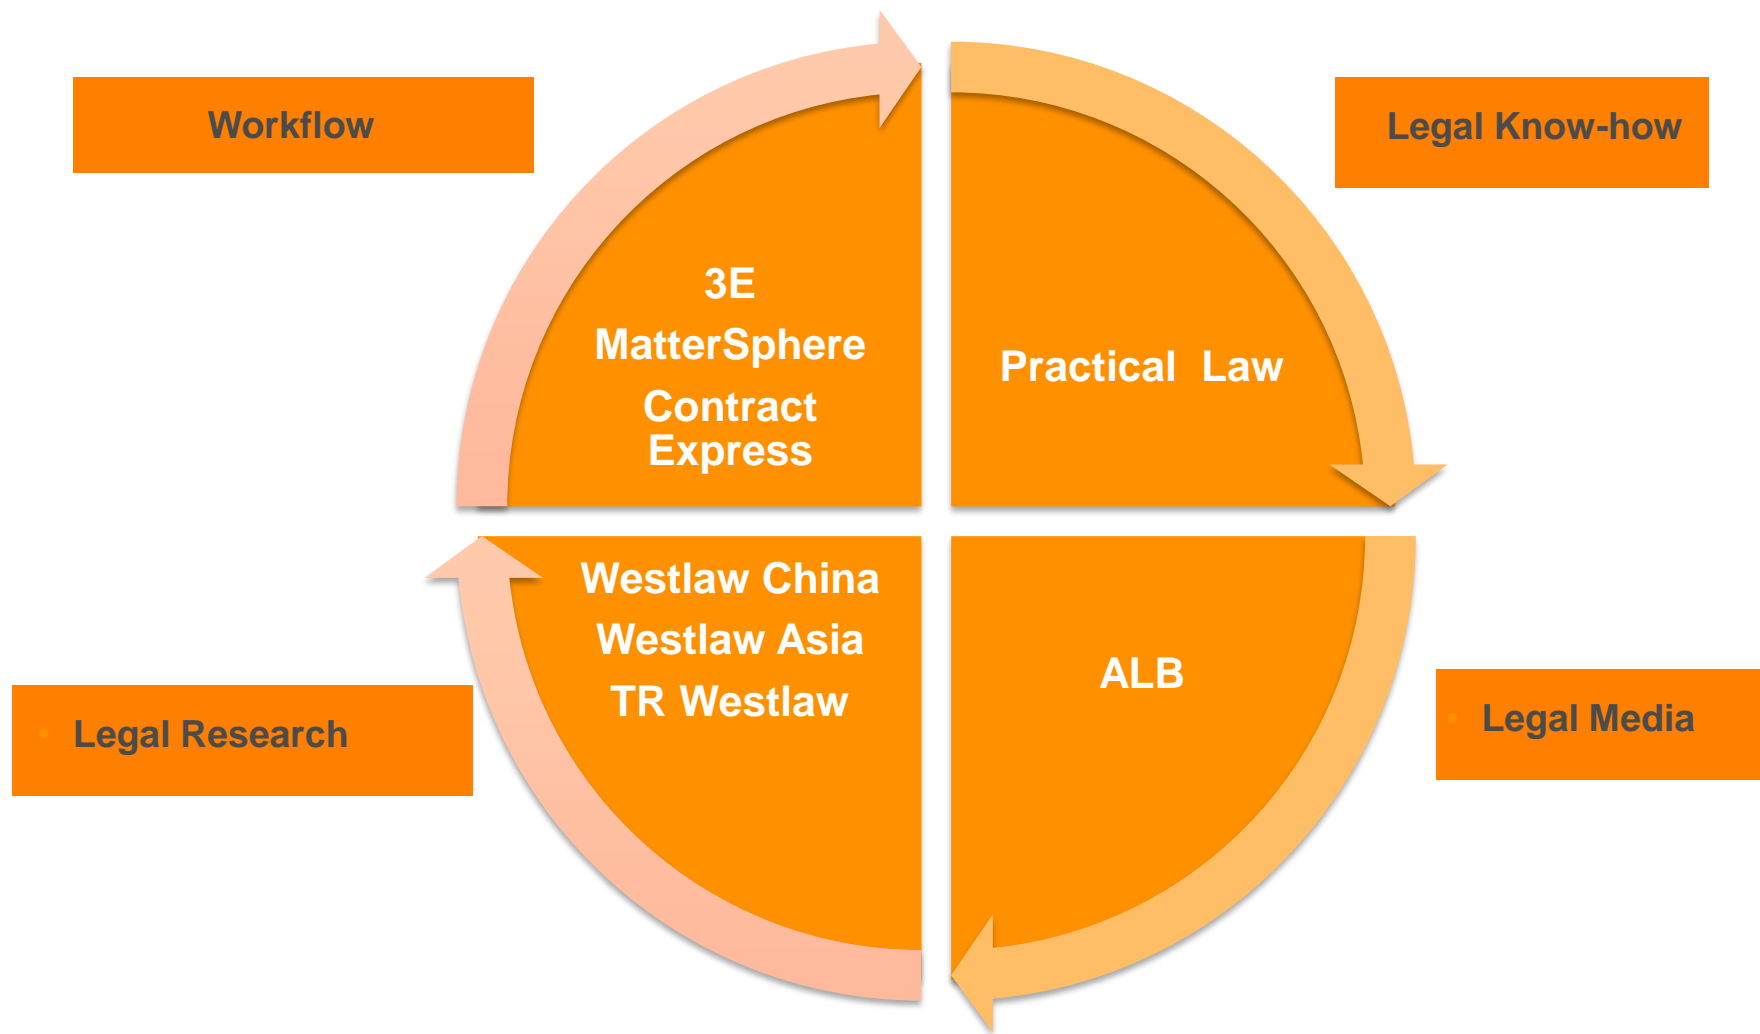 Workflow
Legal Know-how
3E
MatterSphere
Contract
Express
Practical Law
Westlaw China
Westlaw Asia
TR Westlaw
ALB
• Legal Research
• Legal Media